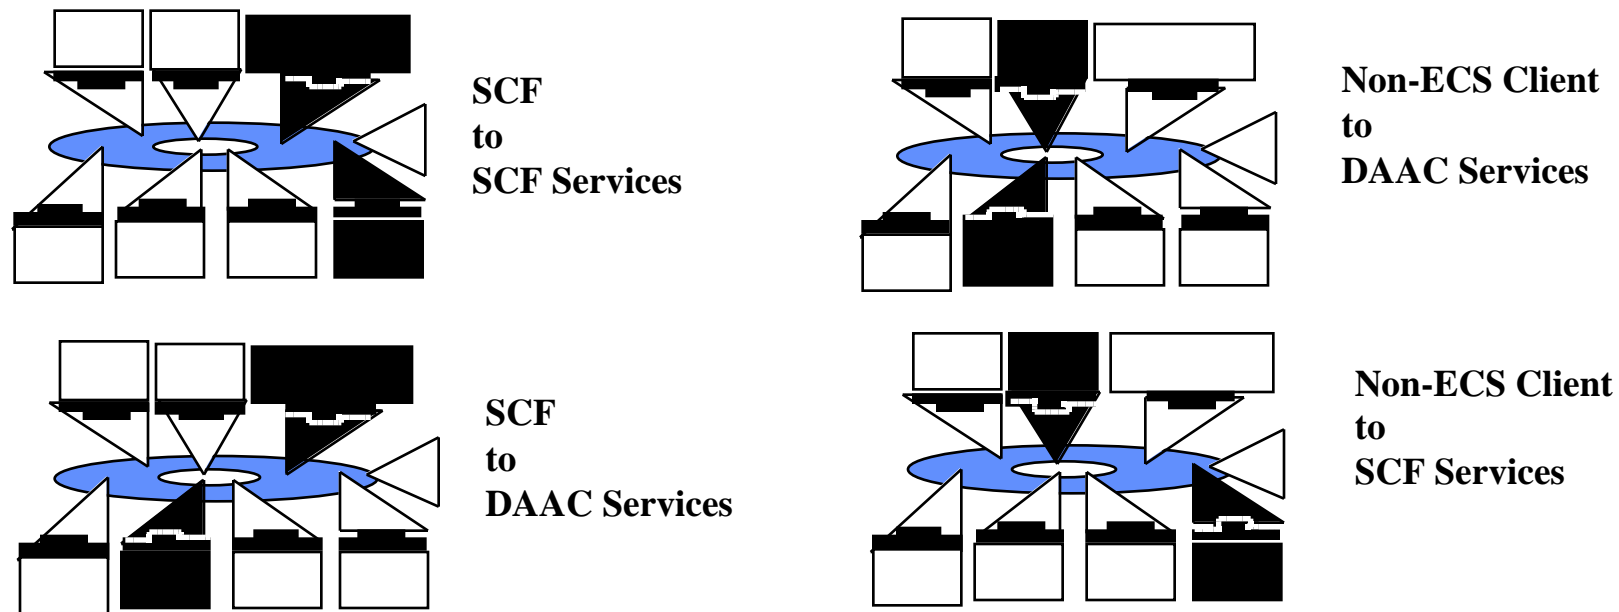 SCF
to
SCF Services
Non-ECS Client
to
DAAC Services
SCF
to
DAAC Services
Non-ECS Client
to
SCF Services